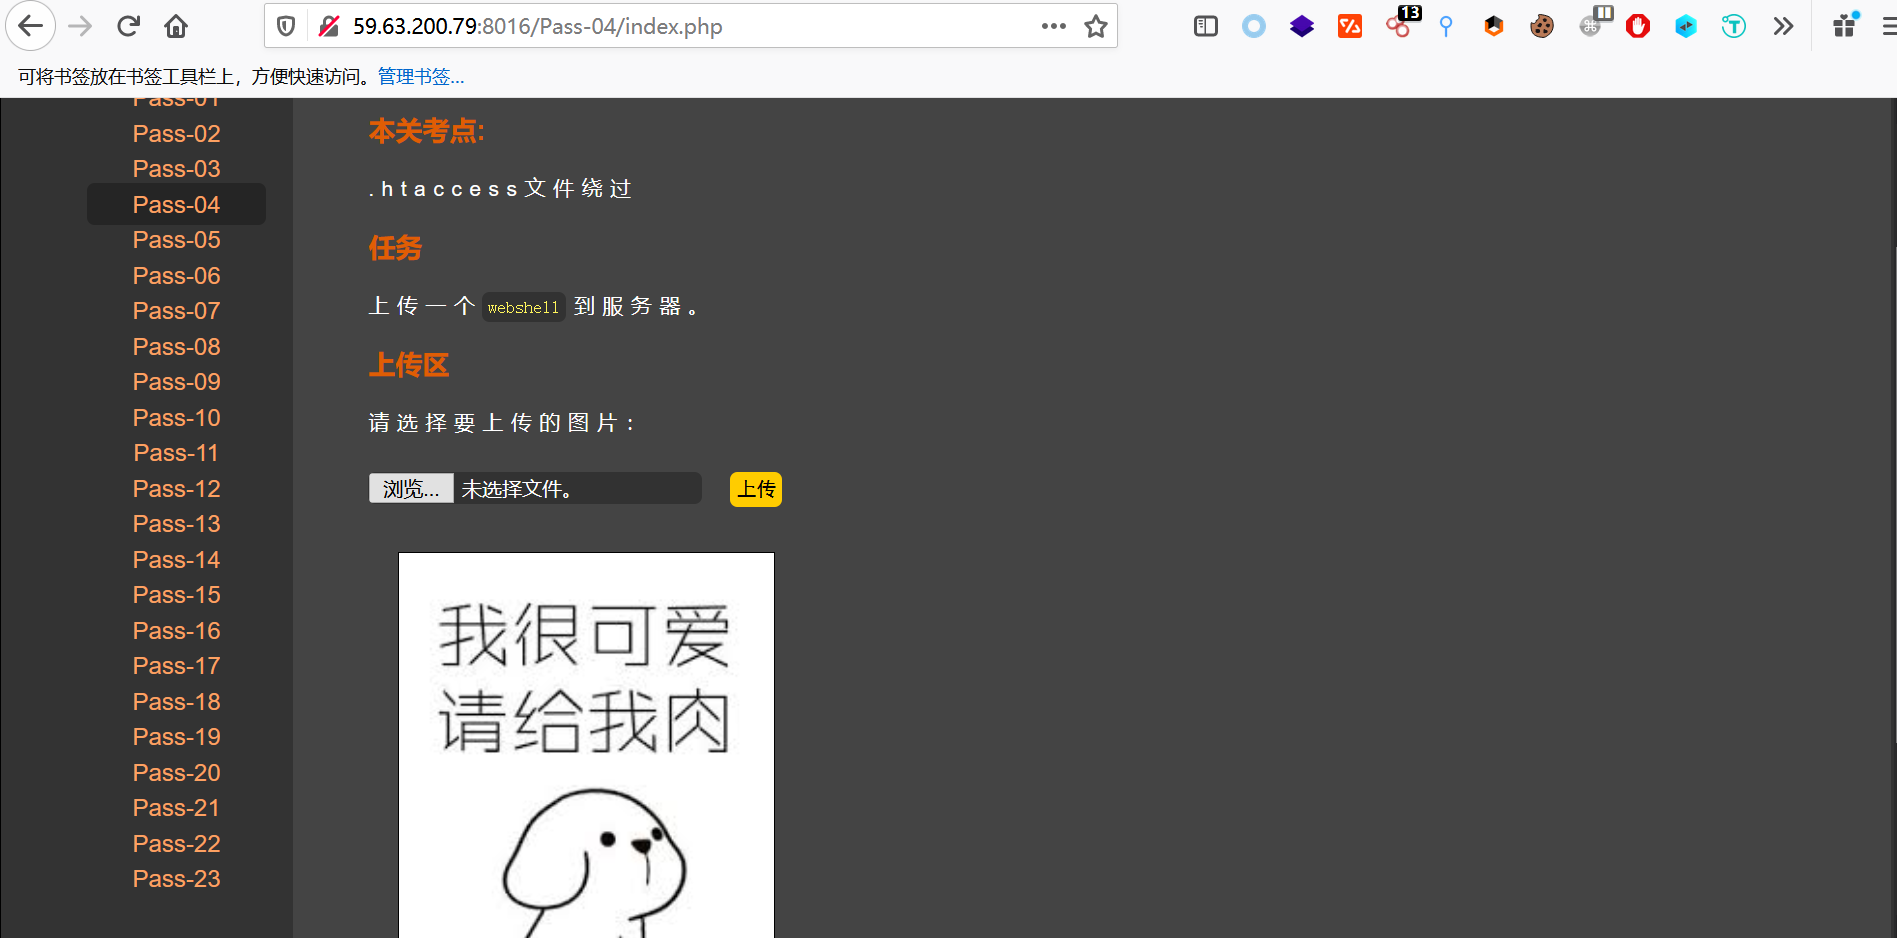 59.63.200.79:8016/Pass-04/index.php
13
可将书签放在书签工具栏上，方便快速访问。管理书签...
Pass-01
Pass-02
Pass-03
Pass-04
Pass-05
Pass-06
Pass-07
Pass-08
Pass-09
Pass-10
Pass-11
Pass-12
Pass-13
Pass-14
Pass-15
Pass-16
Pass-17
Pass-18
Pass-19
Pass-20
Pass-21
Pass-22
Pass-23
本关考点:
.htaccess文件绕过
任务
上传一个 webshell 到服务器。
上传区
请选择要上传的图片：
浏览... 未选择文件。 上传
我很可爱
请给我肉